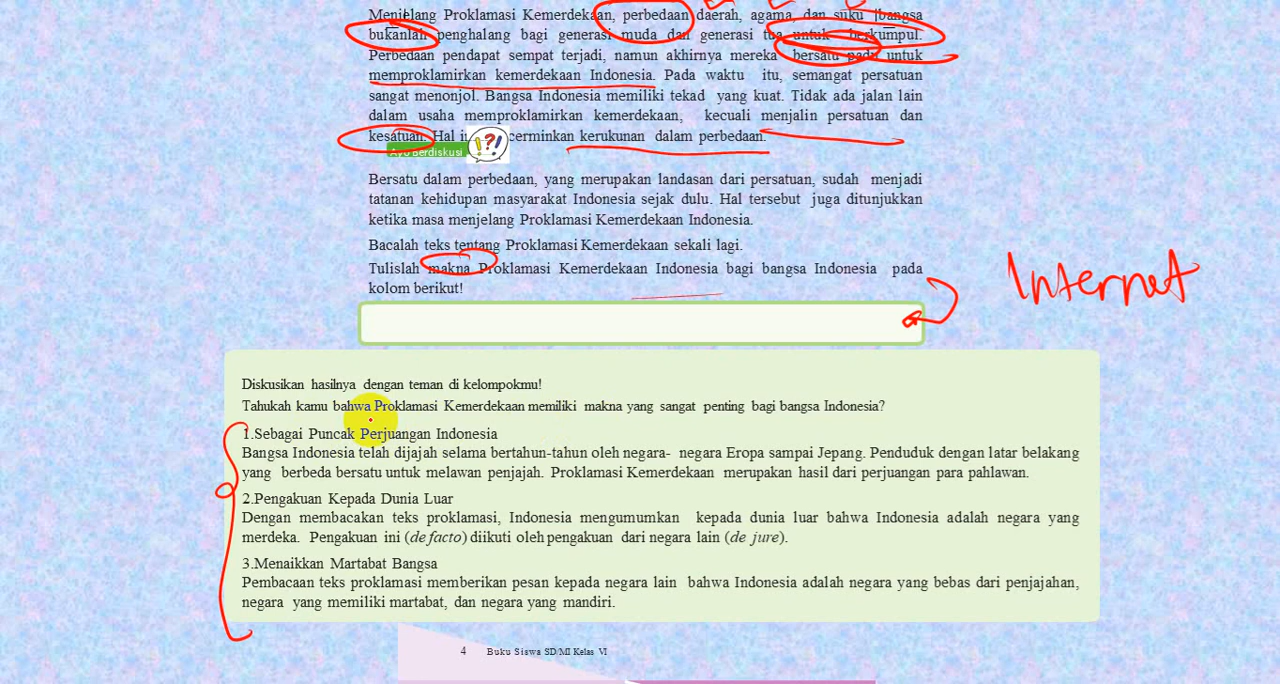 Menjelang Proklamasi Kemerdekaan, perbedaan daerah, agama, dan suku bangsa
bukanlah penghalang bagi generasi muda dan generasi tua untuk berkumpul.
Perbedaan pendapat sempat terjadi, namun akhirnya mereka bersatu padu untuk
memproklamirkan kemerdekaan Indonesia. Pada waktu itu, semangat persatuan
sangat menonjol. Bangsa Indonesia memiliki tekad yang kuat. Tidak ada jalan lain
dalam usaha memproklamirkan kemerdekaan, kecuali menjalin persatuan dan
kesatuan. Hal cerminkan kerukunan dalam perbedaan.
Ayo Berdiskusi !?!
Bersatu dalam perbedaan, yang merupakan landasan dari persatuan, sudah menjadi
tatanan kehidupan masyarakat Indonesia sejak dulu. Hal tersebut juga ditunjukkan
ketika masa menjelang Proklamasi Kemerdekaan Indonesia.
Bacalah teks tentang Proklamasi Kemerdekaan sekali lagi.
Tulislah makna Proklamasi Kemerdekaan Indonesia bagi bangsa Indonesia pada
kolom berikut!
Internet
Diskusikan hasilnya dengan teman di kelompokmu!
Tahukah kamu bahwa Proklamasi Kemerdekaan memiliki makna yang sangat penting bagi bangsa Indonesia?
1.Sebagai Puncak Perjuangan Indonesia
Bangsa Indonesia telah dijajah selama bertahun-tahun oleh negara- negara Eropa sampai Jepang. Penduduk dengan latar belakang
yang berbeda bersatu untuk melawan penjajah. Proklamasi Kemerdekaan merupakan hasil dari perjuangan para pahlawan.
2.Pengakuan Kepada Dunia Luar
Dengan membacakan teks proklamasi, Indonesia mengumumkan kepada dunia luar bahwa Indonesia adalah negara yang
merdeka. Pengakuan ini (de facto) diikuti oleh pengakuan dari negara lain (de jure).
3.Menaikkan Martabat Bangsa
Pembacaan teks proklamasi memberikan pesan kepada negara lain bahwa Indonesia adalah negara yang bebas dari penjajahan,
negara yang memiliki martabat, dan negara yang mandiri.
4 Buku Siswa SD/MI Kelas VI